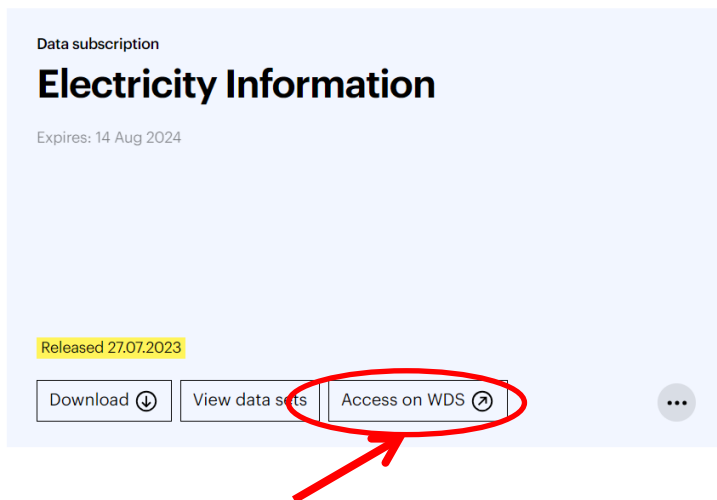 Data subscription
Electricity Information
Expires: 14 Aug 2024
Released 27.07.2023
Download View data sets Access on WDS